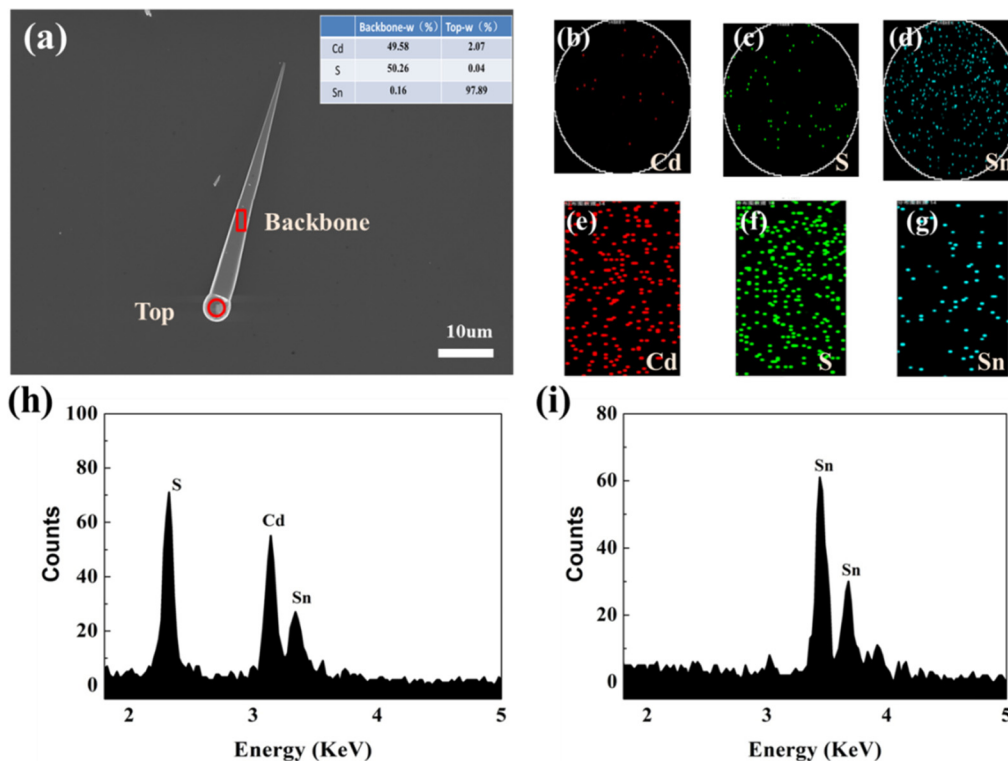 (a)
Backbone-w (%) Top-w (%)
Cd 49.58 2.07
S 50.26 0.04
Sn 0.16 97.89
Backbone
Top
10um
(b)
Cd
(c)
S
(d)
Sn
(e)
Cd
(f)
S
(g)
Sn
(h)
100
80
60
40
20
0
Counts
S
Cd
Sn
2 3 4 5
Energy (KeV)
(i)
80
60
40
20
0
Counts
Sn
Sn
2 3 4 5
Energy (KeV)